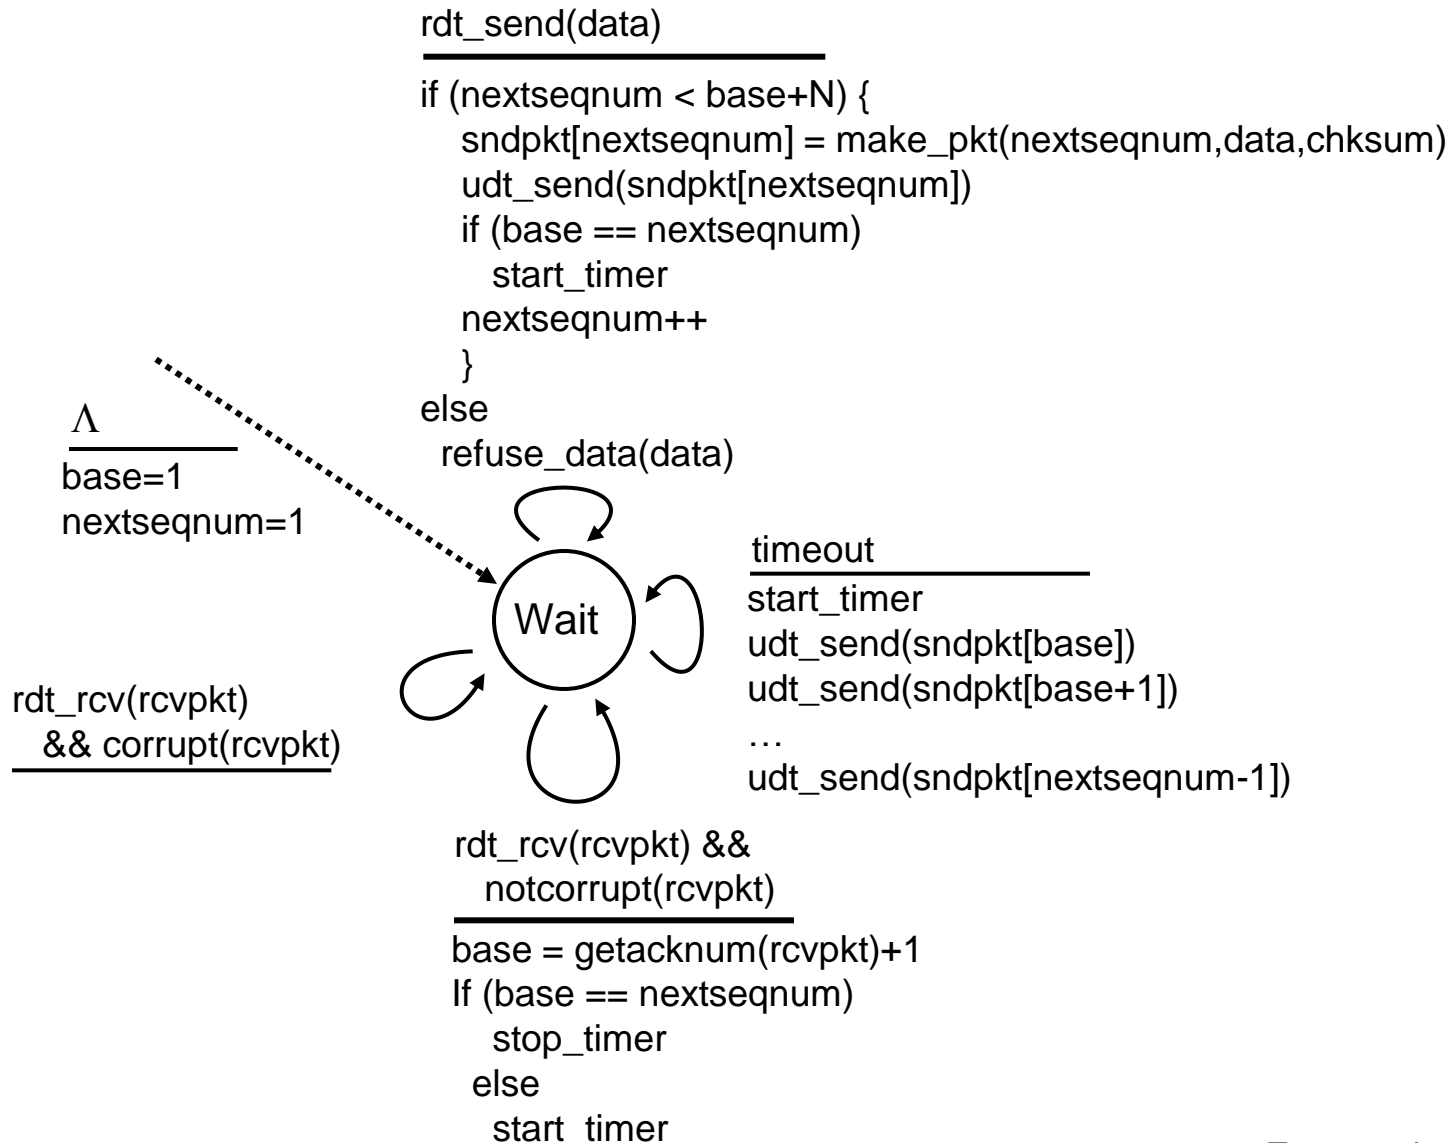 rdt_send(data)
if (nextseqnum < base+N) {
sndpkt[nextseqnum] = make_pkt(nextseqnum,data,chksum)
udt_send(sndpkt[nextseqnum])
if (base == nextseqnum)
start_timer
nextseqnum++
}
else
refuse_data(data)
Λ
base=1
nextseqnum=1
Wait
timeout
start_timer
udt_send(sndpkt[base])
udt_send(sndpkt[base+1])
…
udt_send(sndpkt[nextseqnum-1])
rdt_rcv(rcvpkt)
&& corrupt(rcvpkt)
rdt_rcv(rcvpkt) &&
notcorrupt(rcvpkt)
base = getacknum(rcvpkt)+1
If (base == nextseqnum)
stop_timer
else
start_timer